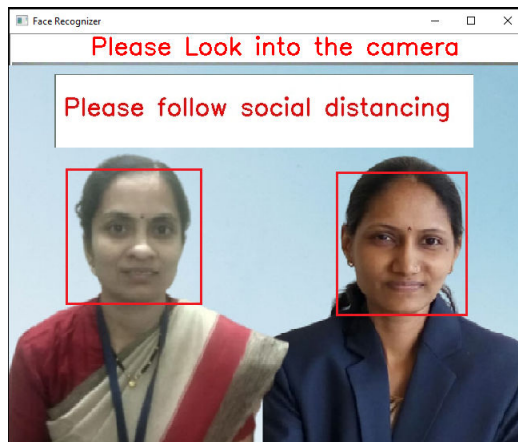 Face Recognizer
Please Look into the camera
Please follow social distancing